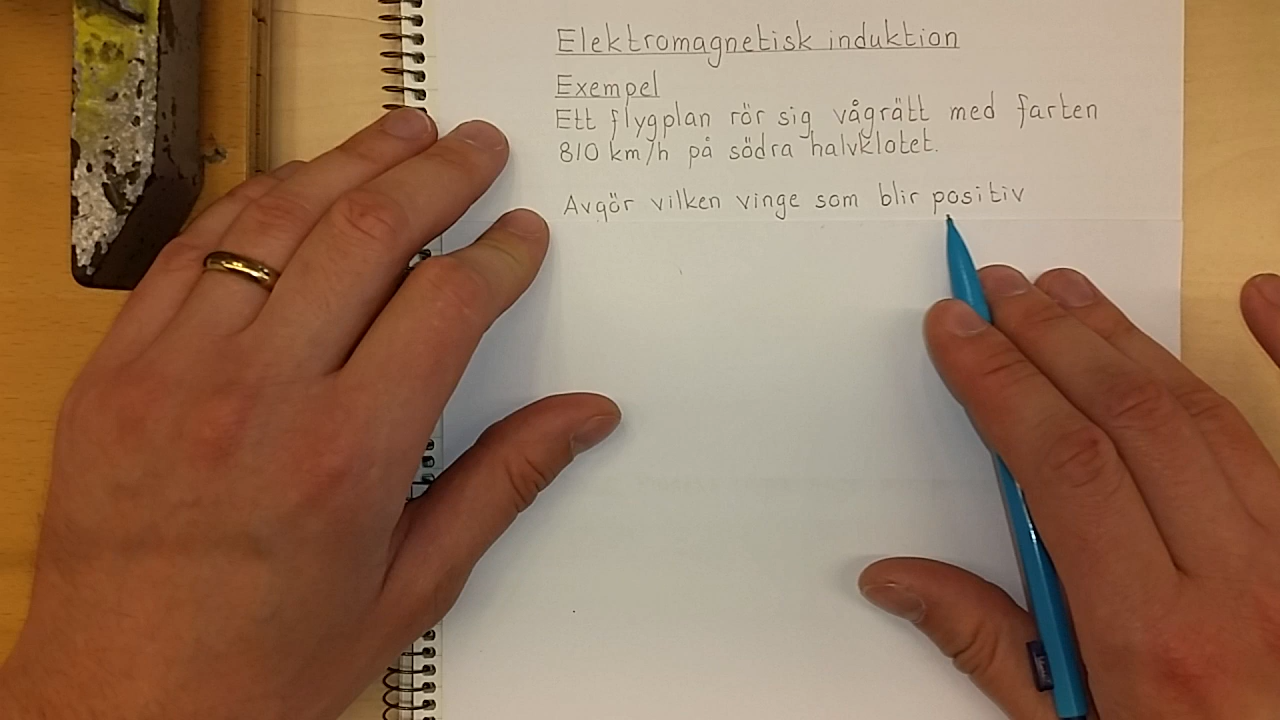 Elektromagnetisk induktion
Exempel
Ett flygplan rör sig vågrätt med farten
810 km/h på södra halvklotet.
Avgör vilken vinge som blir positiv